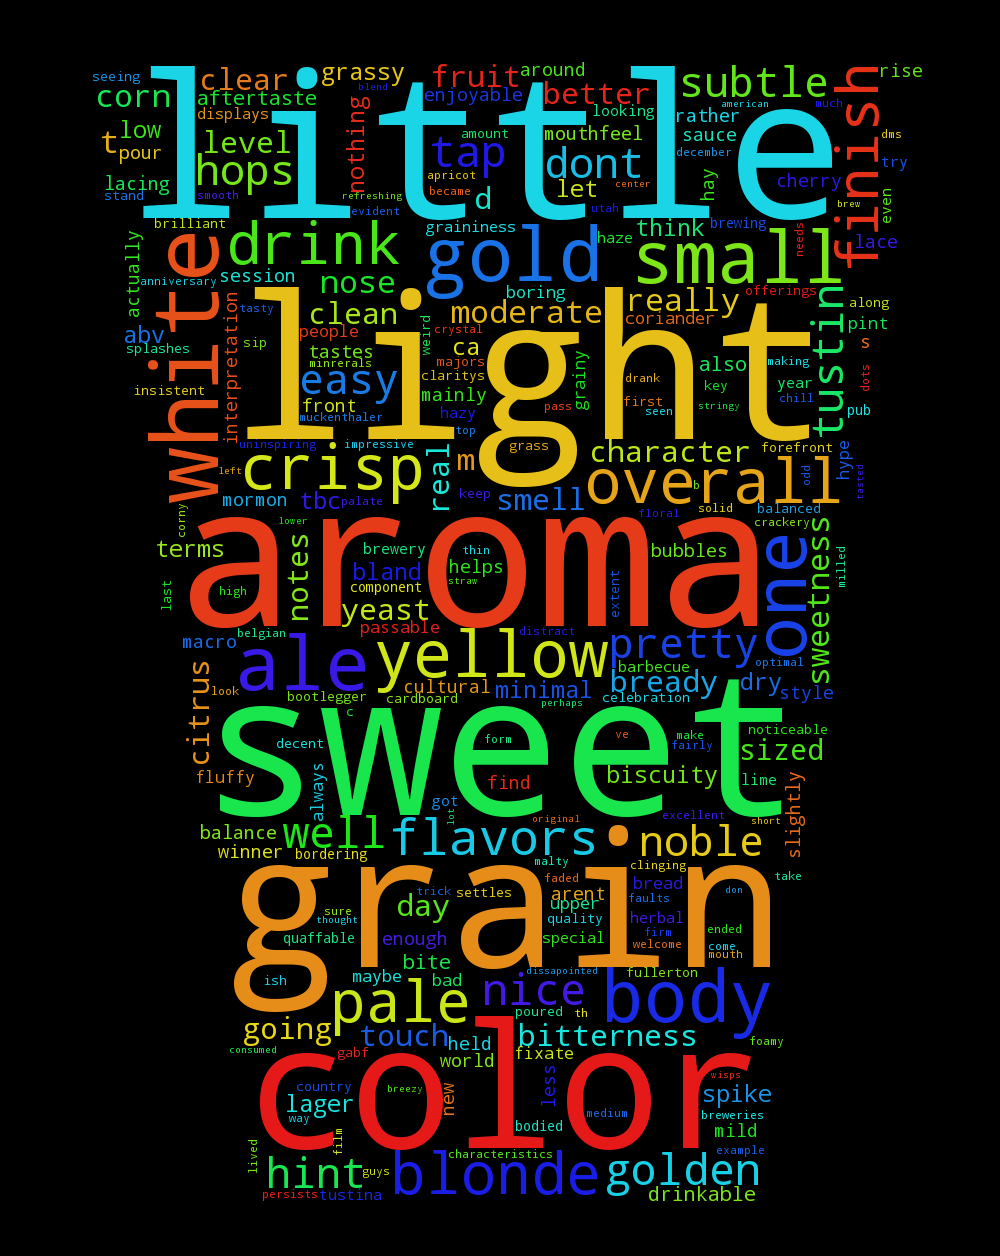 little
seeing
corn
clear
aftertaste
displays
grassy
blend
fruit
around
enjoyable
better
looking
subtle
american
much
rather
sauce
december
finish
rise
dms
try
t
low
pour
level
hops
nothing
tap
amount
mouthfeel
dont
apricot
became
center
let
d
hay
cherry
even
lacing
stand
smooth
refreshing
evident
utah
brew
brilliant
white
drink
graininess
gold
haze
think
brewing
needs
lace
small
actually
session
nose
anniversary
tasty
boring
really
offerings
tustin
along
abv
splashes
interpretation
sip
clean
people
tastes
minrerals
light
moderate
weird
crystal
ca
majors
claritys
coriander
pint
s
also
making
insistent
easy
front
muckenthaler
mainly
hazy
top
grainy
pass
drank
first
seen
key
stringy
year
chill
dots
pub
uninspiring
impressive
grass
character
forefront
hype
left
crisp
real
m
smell
overall
odd
tasted
mormon
tbc
palate
keep
floral
b
solid
balanced
corny
lower
crackery
aroma
terms
notes
brewery
bland
component
thin
helps
straw
bubbles
one
sweetness
milled
last
high
yeast
extent
passable
distract
belgian
macro
ale
yellow
pretty
optimal
barbecue
citrus
look
bootlegger
cultural
cardboard
minimal
perhaps
bready
celebration
dry
style
c
sweet
decent
form
ve
make
fairly
noticeable
sized
fluffy
always
find
biscuity
lime
slightly
got
lot
original
excellent
short
balance
winner
well
bordering
flavors
noble
malty
clinging
take
grain
faded
arent
bread
faults
don
trick
settles
day
sure
thought
upper
quality
herbal
firm
ended
quaffable
enough
special
welcome
come
mouth
bite
dissapointed
fullerton
ish
maybe
bad
nice
body
pale
poured
th
going
touch
held
bitterness
foamy
consumed
gabf
world
fixate
color
country
breezy
new
less
wisps
spike
lager
way
medium
breweries
film
bodied
mild
lived
characteristics
example
hint
guys
blonde
golden
persists
tustina
drinkable